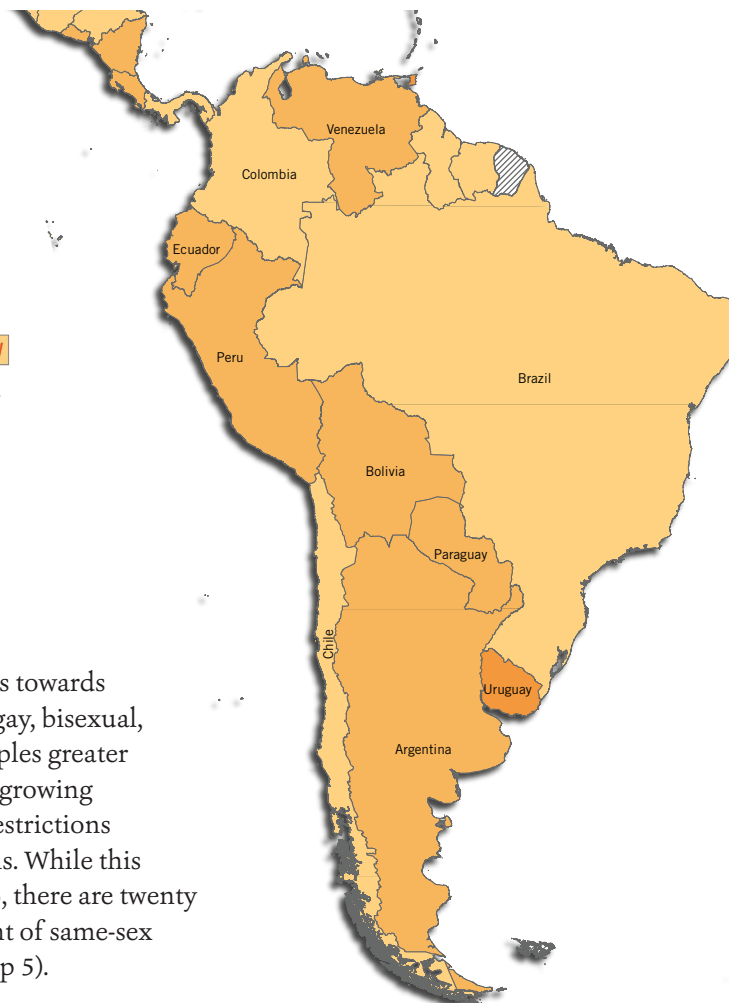 Venezuela
Colombia
Ecuador
Peru
Brazil
Bolivia
Paraguay
Chile
Uruguay
Argentina
s towards
gay, bisexual,
ples greater
growing
estrictions
s. While this
, there are twenty
nt of same-sex
p 5).